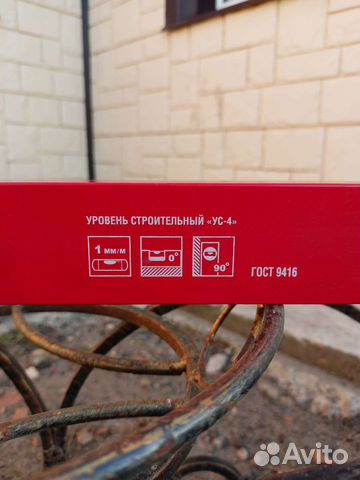 УРОВЕНЬ СТРОИТЕЛЬНЫЙ «УС-4»
1 мм/м
0°
90°
ГОСТ 9416
Avito